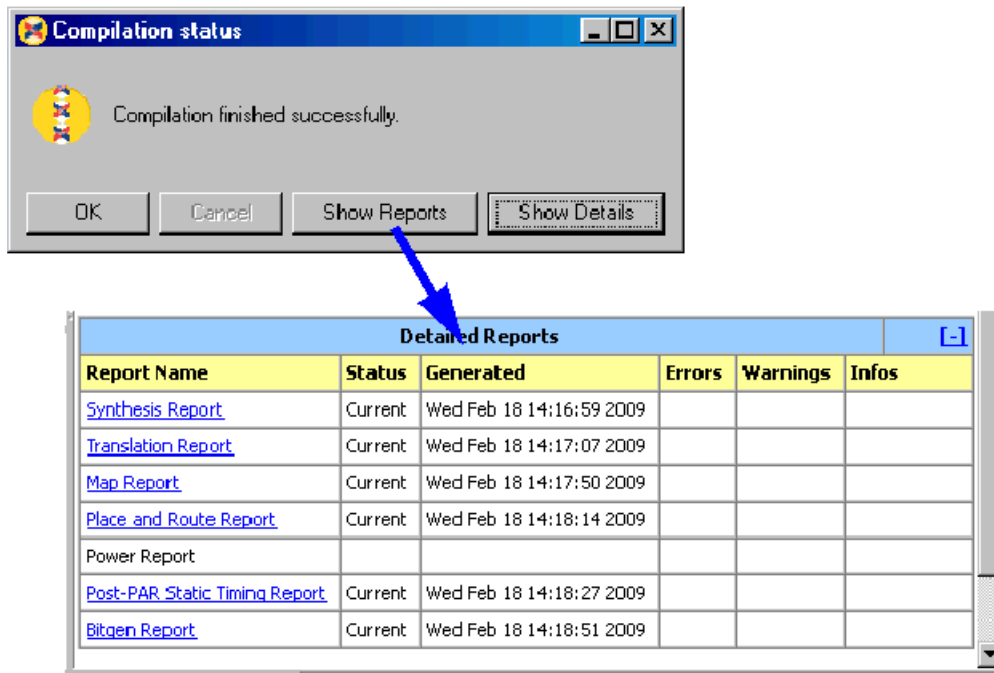 Compilation status
Compilation finished successfully.
OK Cancel Show Reports Show Details
Detailed Reports [-]
Report Name Status Generated Errors Warnings Infos
Synthesis Report Current Wed Feb 18 14:16:59 2009
Translation Report Current Wed Feb 18 14:17:07 2009
Map Report Current Wed Feb 18 14:17:50 2009
Place and Route Report Current Wed Feb 18 14:18:14 2009
Power Report
Post-PAR Static Timing Report Current Wed Feb 18 14:18:27 2009
Bitgen Report Current Wed Feb 18 14:18:51 2009